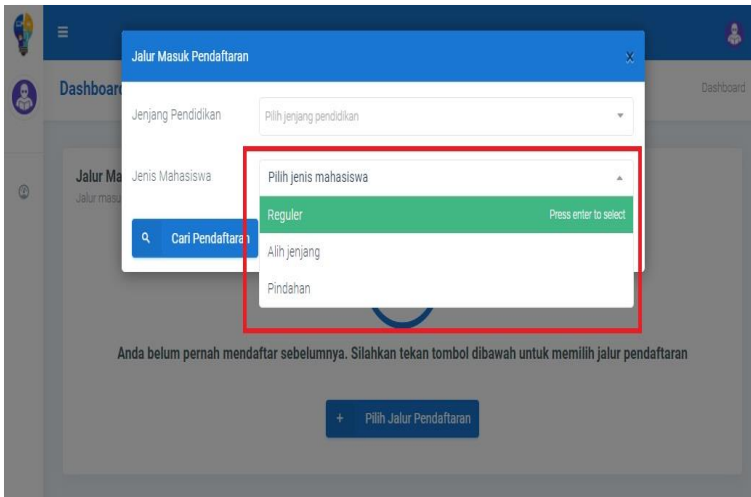 Jalur Masuk Pendaftaran
X
Dashboard
Dashboard
Jenjang Pendidikan
Pilih jenjang pendidikan
Jalur Ma
Jalur masu
Jenis Mahasiswa
Pilih jenis mahasiswa
Reguler
Press enter to select
Cari Pendaftaran
Alih jenjang
Pindahan
Anda belum pernah mendaftar sebelumnya. Silahkan tekan tombol dibawah untuk memilih jalur pendaftaran
+ Pilih Jalur Pendaftaran